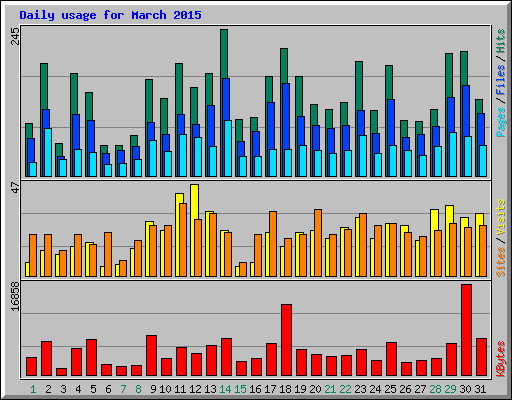 Daily usage for March 2015
245
Pages/Files/Hits
47
Sites/Visits
16858
KBytes
1 2 3 4 5 6 7 8 9 10 11 12 13 14 15 16 17 18 19 20 21 22 23 24 25 26 27 28 29 30 31